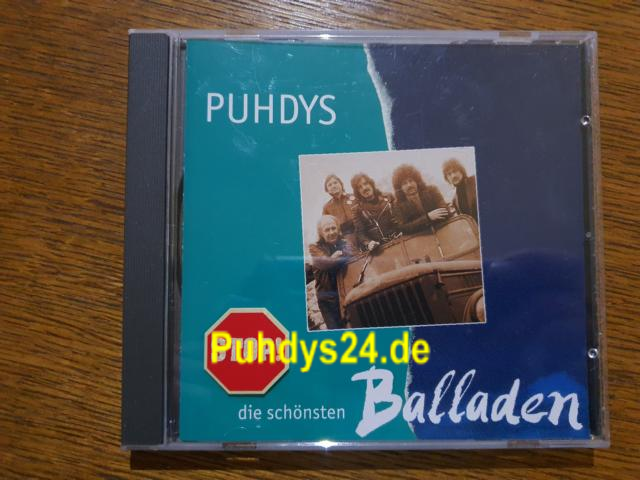 PUHDYS
Puhdys24.de
die schönsten
Balladen